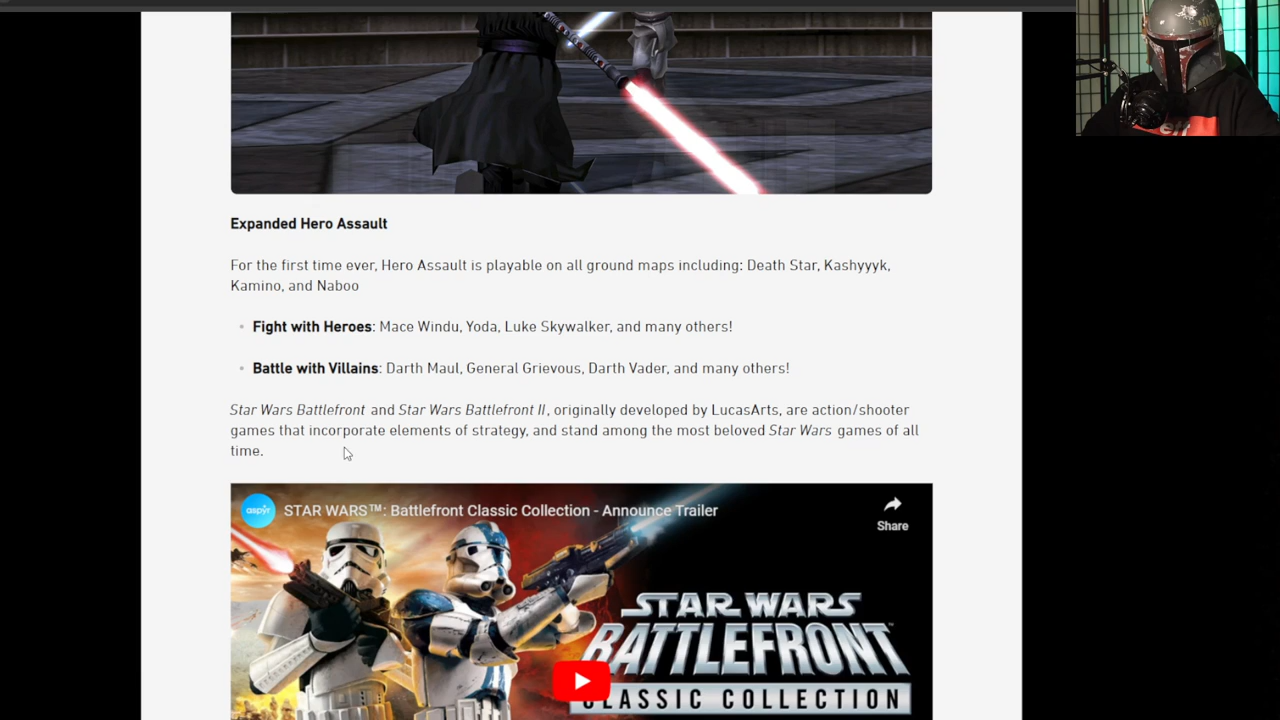 Expanded Hero Assault
For the first time ever, Hero Assault is playable on all ground maps including: Death Star, Kashyyyk,
Kamino, and Naboo
Fight with Heroes: Mace Windu, Yoda, Luke Skywalker, and many others!
Battle with Villains: Darth Maul, General Grievous, Darth Vader, and many others!
Star Wars Battlefront and Star Wars Battlefront II, originally developed by LucasArts, are action/shooter
games that incorporate elements of strategy, and stand among the most beloved Star Wars games of all
time.
aspyr
STAR WARS™: Battlefront Classic Collection - Announce Trailer
Share
STAR WARS
BATTLEFRONT
CLASSIC COLLECTION